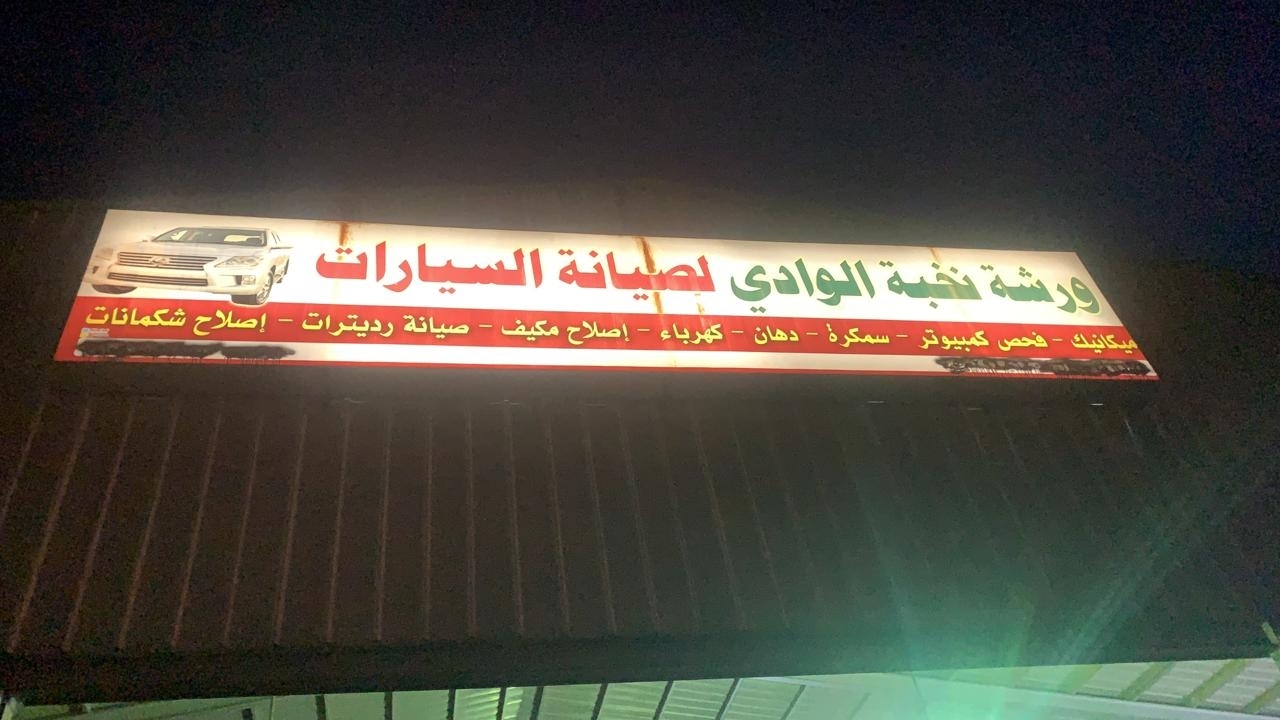 ورشة نخبة الوادي لصيانة السيارات
ميكانيك - فحص كمبيوتر - سمكرة - دهان - كهرباء - إصلاح مكيف - صيانة رديترات - إصلاح شكمانات